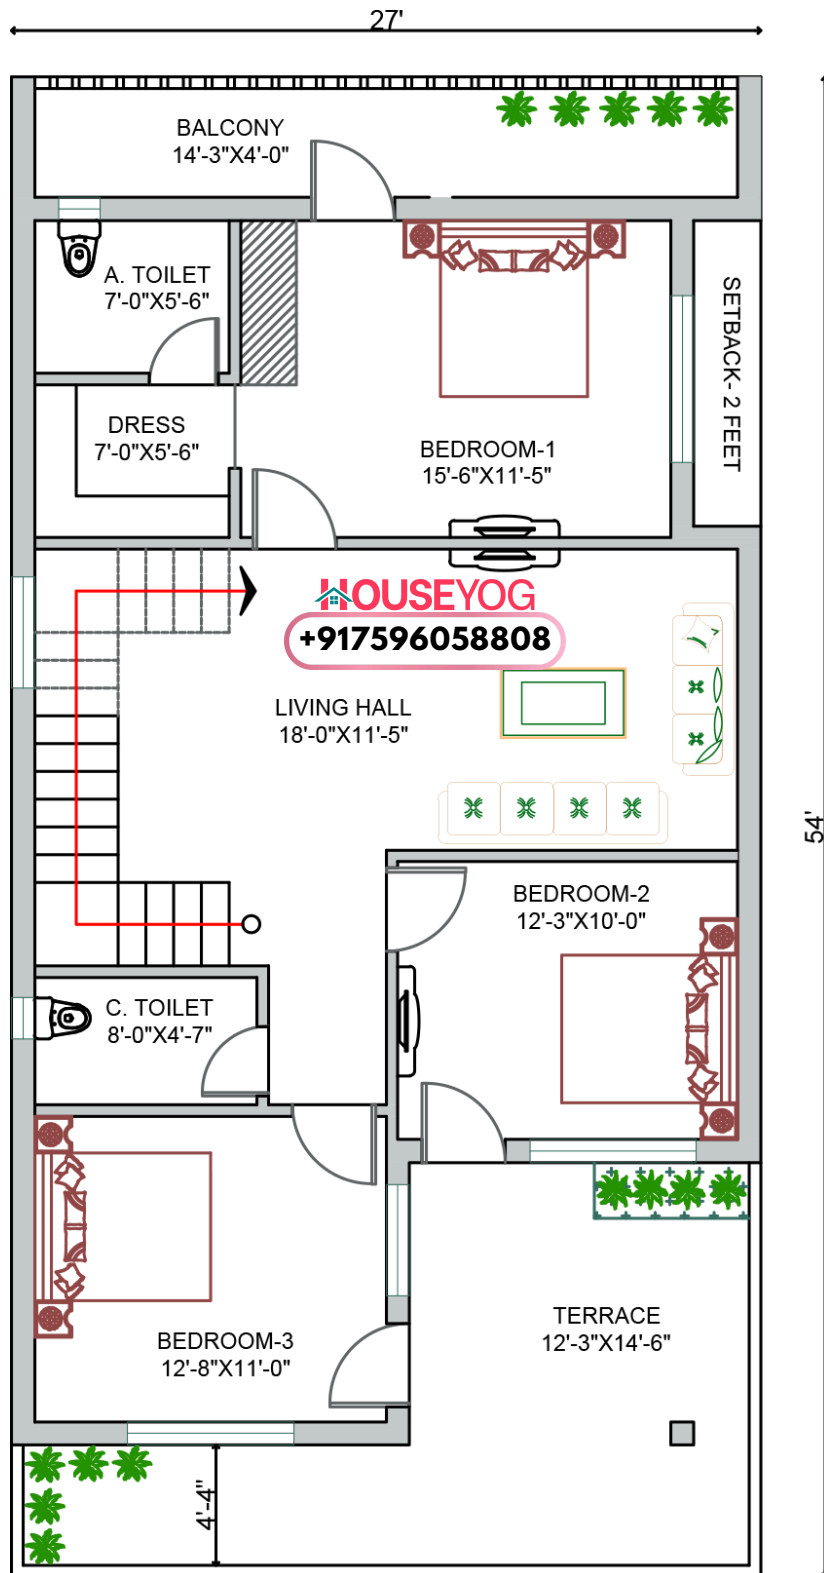 27'
BALCONY
14'-3"X4'-0"
A. TOILET
7'-0"X5'-6"
SETBACK- 2 FEET
DRESS
7'-0"X5'-6"
BEDROOM-1
15'-6"X11'-5"
HOUSEYOG
+917596058808
LIVING HALL
18'-0"X11'-5"
54'
BEDROOM-2
12'-3"X10'-0"
C. TOILET
8'-0"X4'-7"
TERRACE
12'-3"X14'-6"
BEDROOM-3
12'-8"X11'-0"
4'-4"